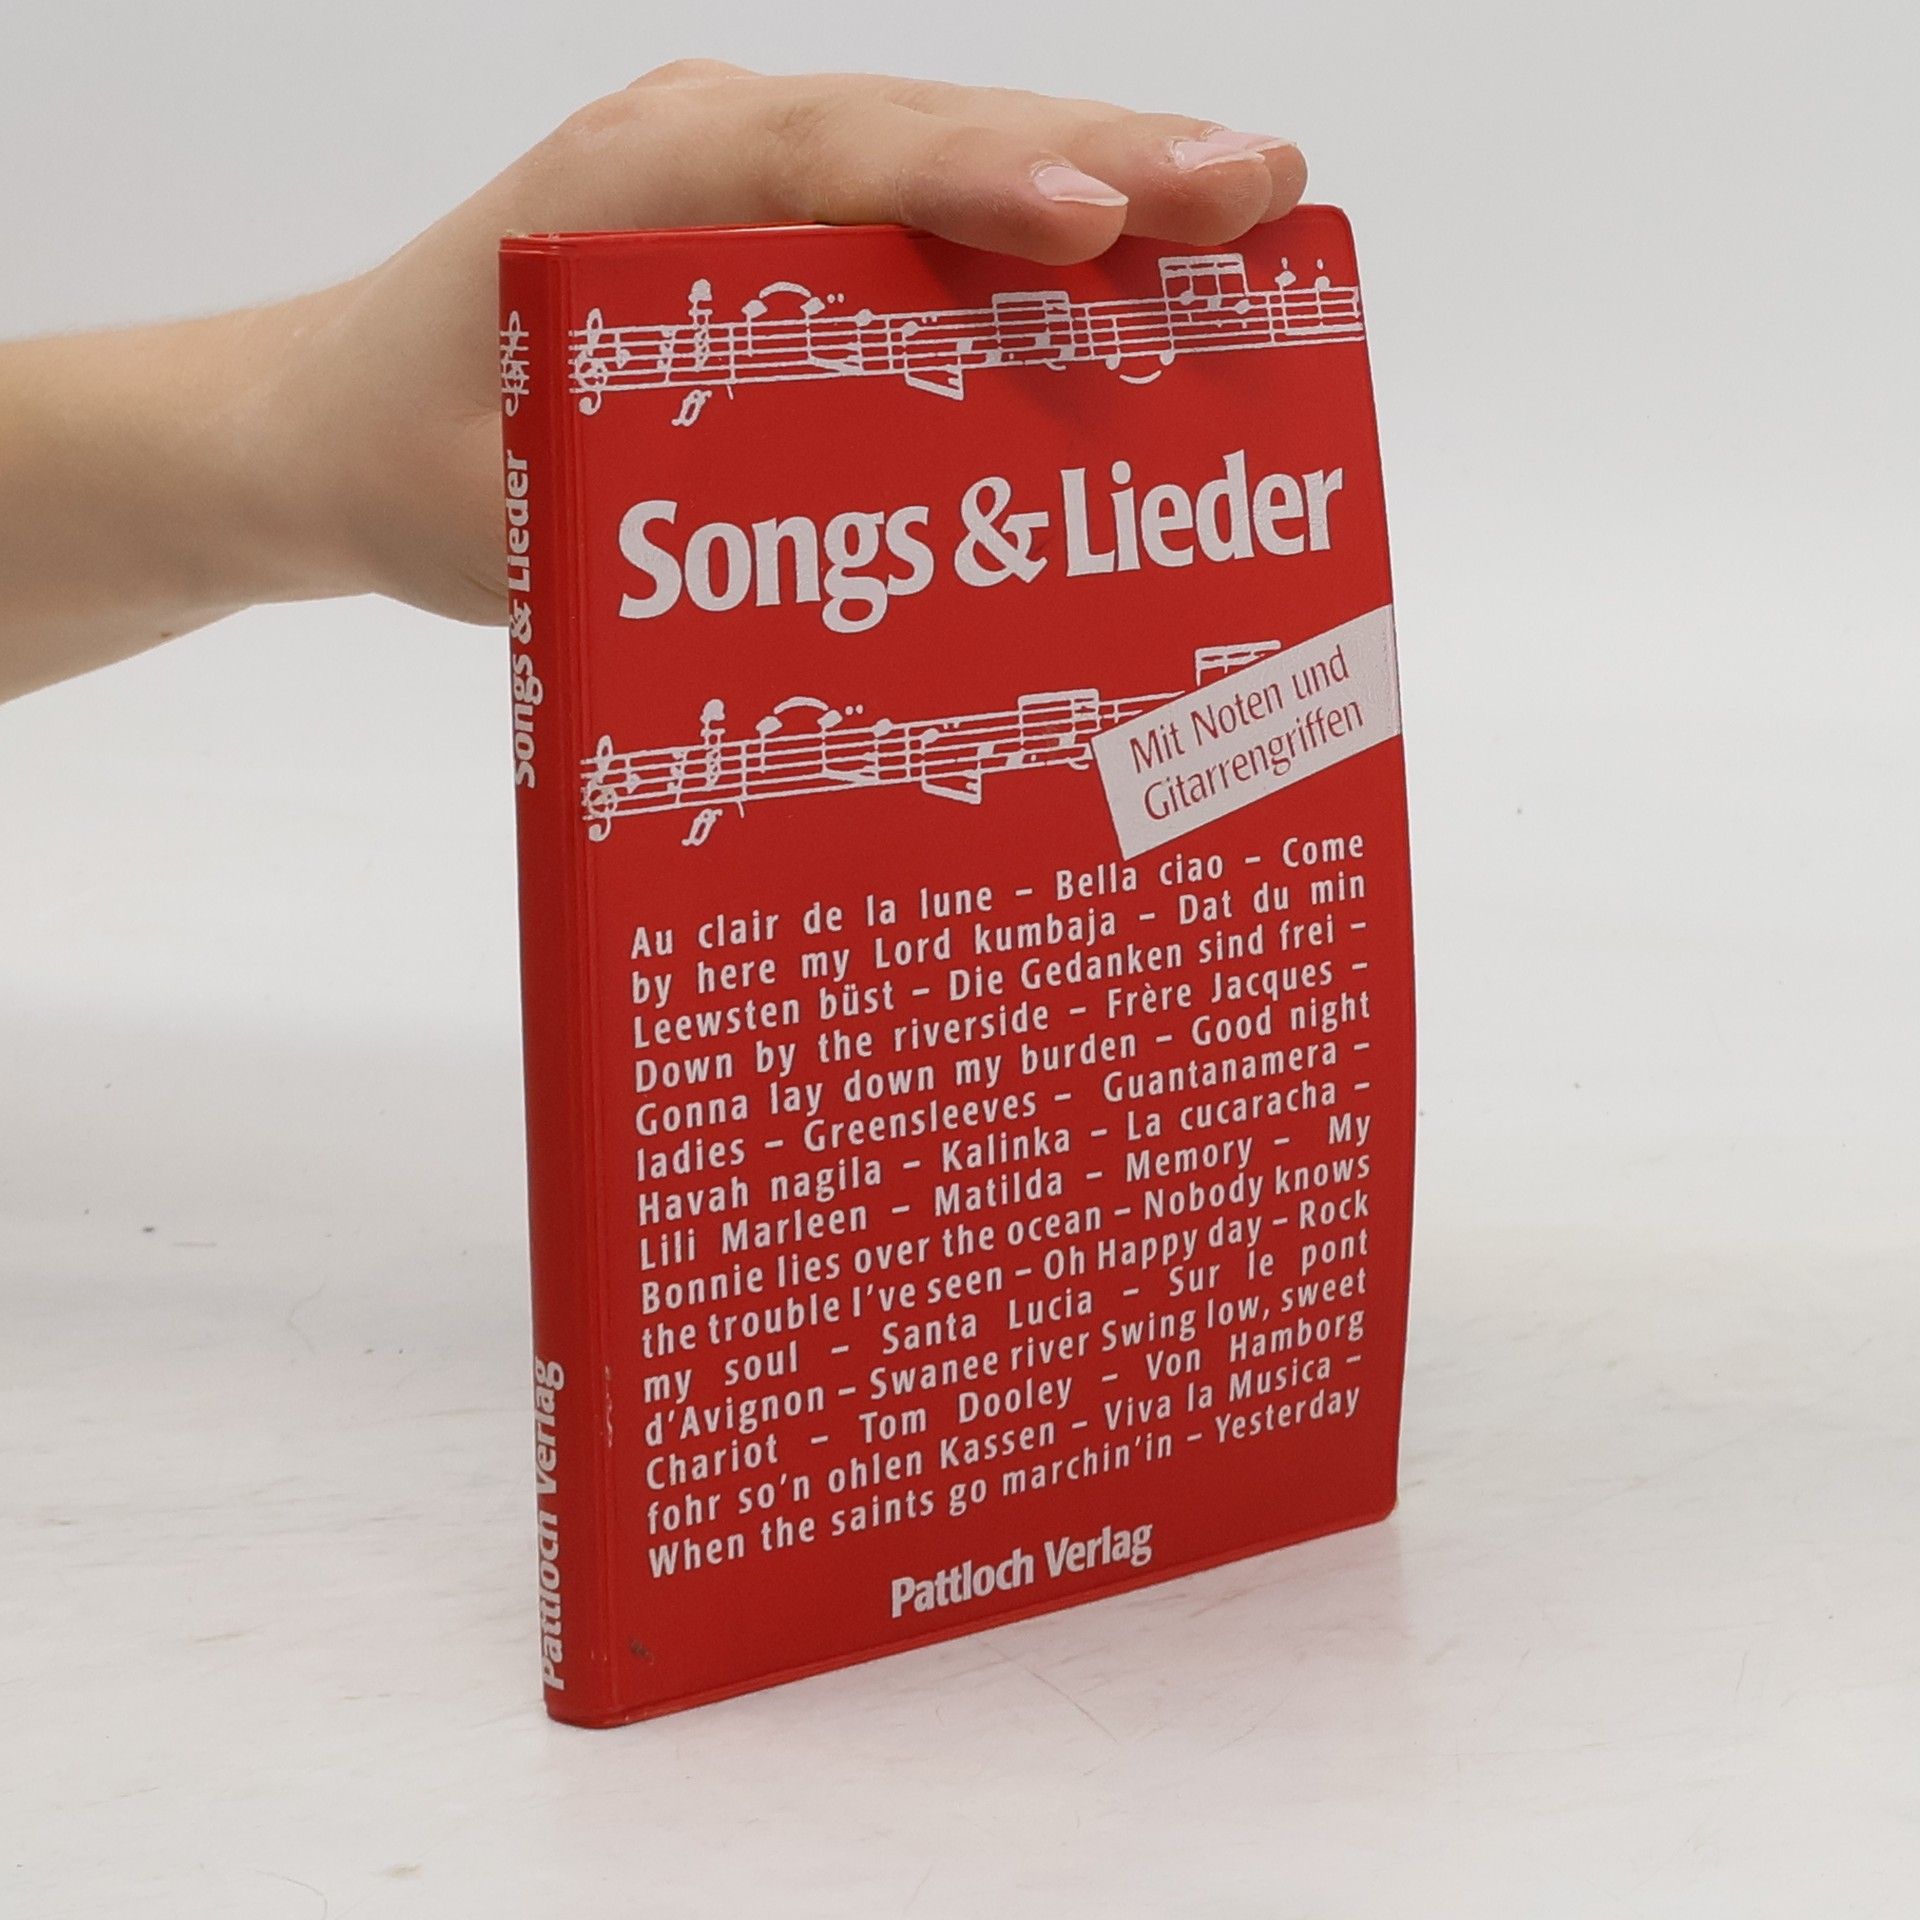 Songs & Lieder
Pattloch Verlag
Songs & Lieder
Mit Noten und
Gitarrengriffen
Au clair de la lune – Bella ciao – Come
by here my Lord kumbaja – Dat du min
Leewsten büst – Die Gedanken sind frei –
Down by the riverside – Frère Jacques –
Gonna lay down my burden – Good night
ladies – Greensleeves – Guantanamera –
Havah nagila – Kalinka – La cucaracha –
Lili Marleen – Matilda – Memory – My
Bonnie lies over the ocean – Nobody knows
the trouble I've seen – Oh Happy day – Rock
my soul – Santa Lucia – Sur le pont
d'Avignon – Swanee river Swing low, sweet
Chariot – Tom Dooley – Von Hamborg
fohr so'n ohlen Kassen – Viva la Musica –
When the saints go marchin'in – Yesterday
Pattloch Verlag